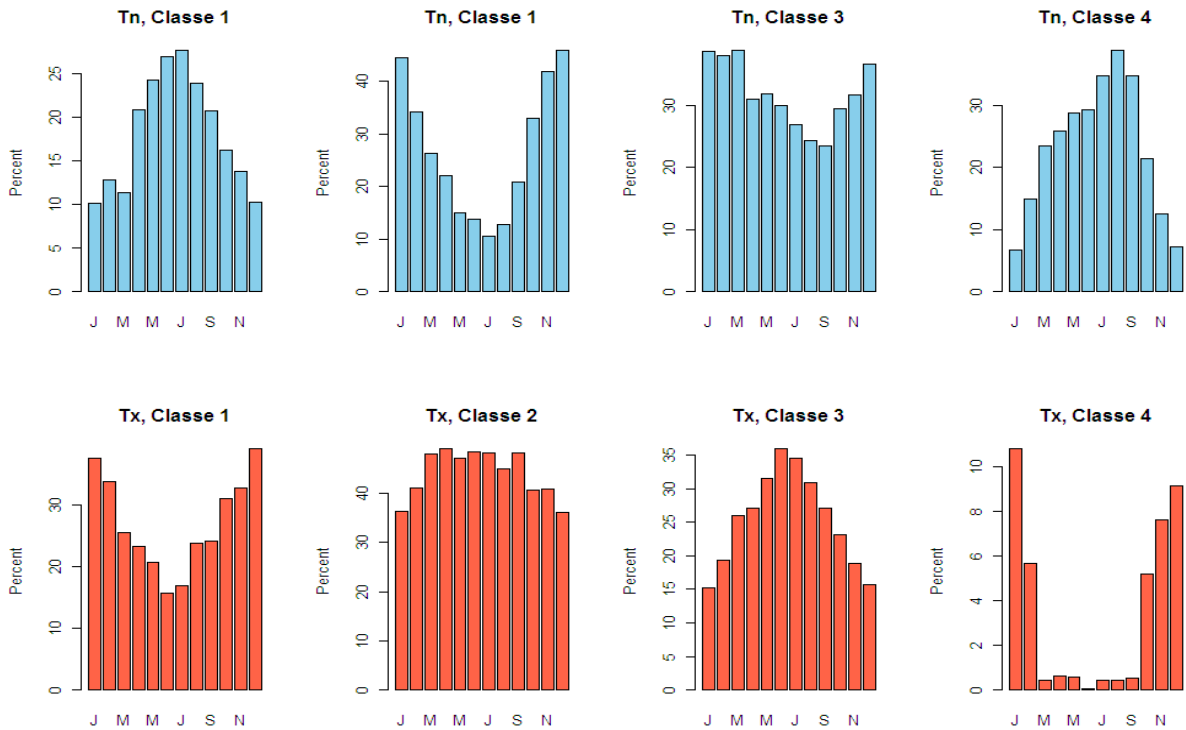 Tn, Classe 1
Percent
0 5 10 15 20 25
J M M J S N
Tn, Classe 1
Percent
0 10 20 30 40
J M M J S N
Tn, Classe 3
Percent
0 10 20 30
J M M J S N
Tn, Classe 4
Percent
0 10 20 30
J M M J S N
Tx, Classe 1
Percent
0 10 20 30
J M M J S N
Tx, Classe 2
Percent
0 10 20 30 40
J M M J S N
Tx, Classe 3
Percent
0 5 10 15 20 25 30 35
J M M J S N
Tx, Classe 4
Percent
0 2 4 6 8 10
J M M J S N